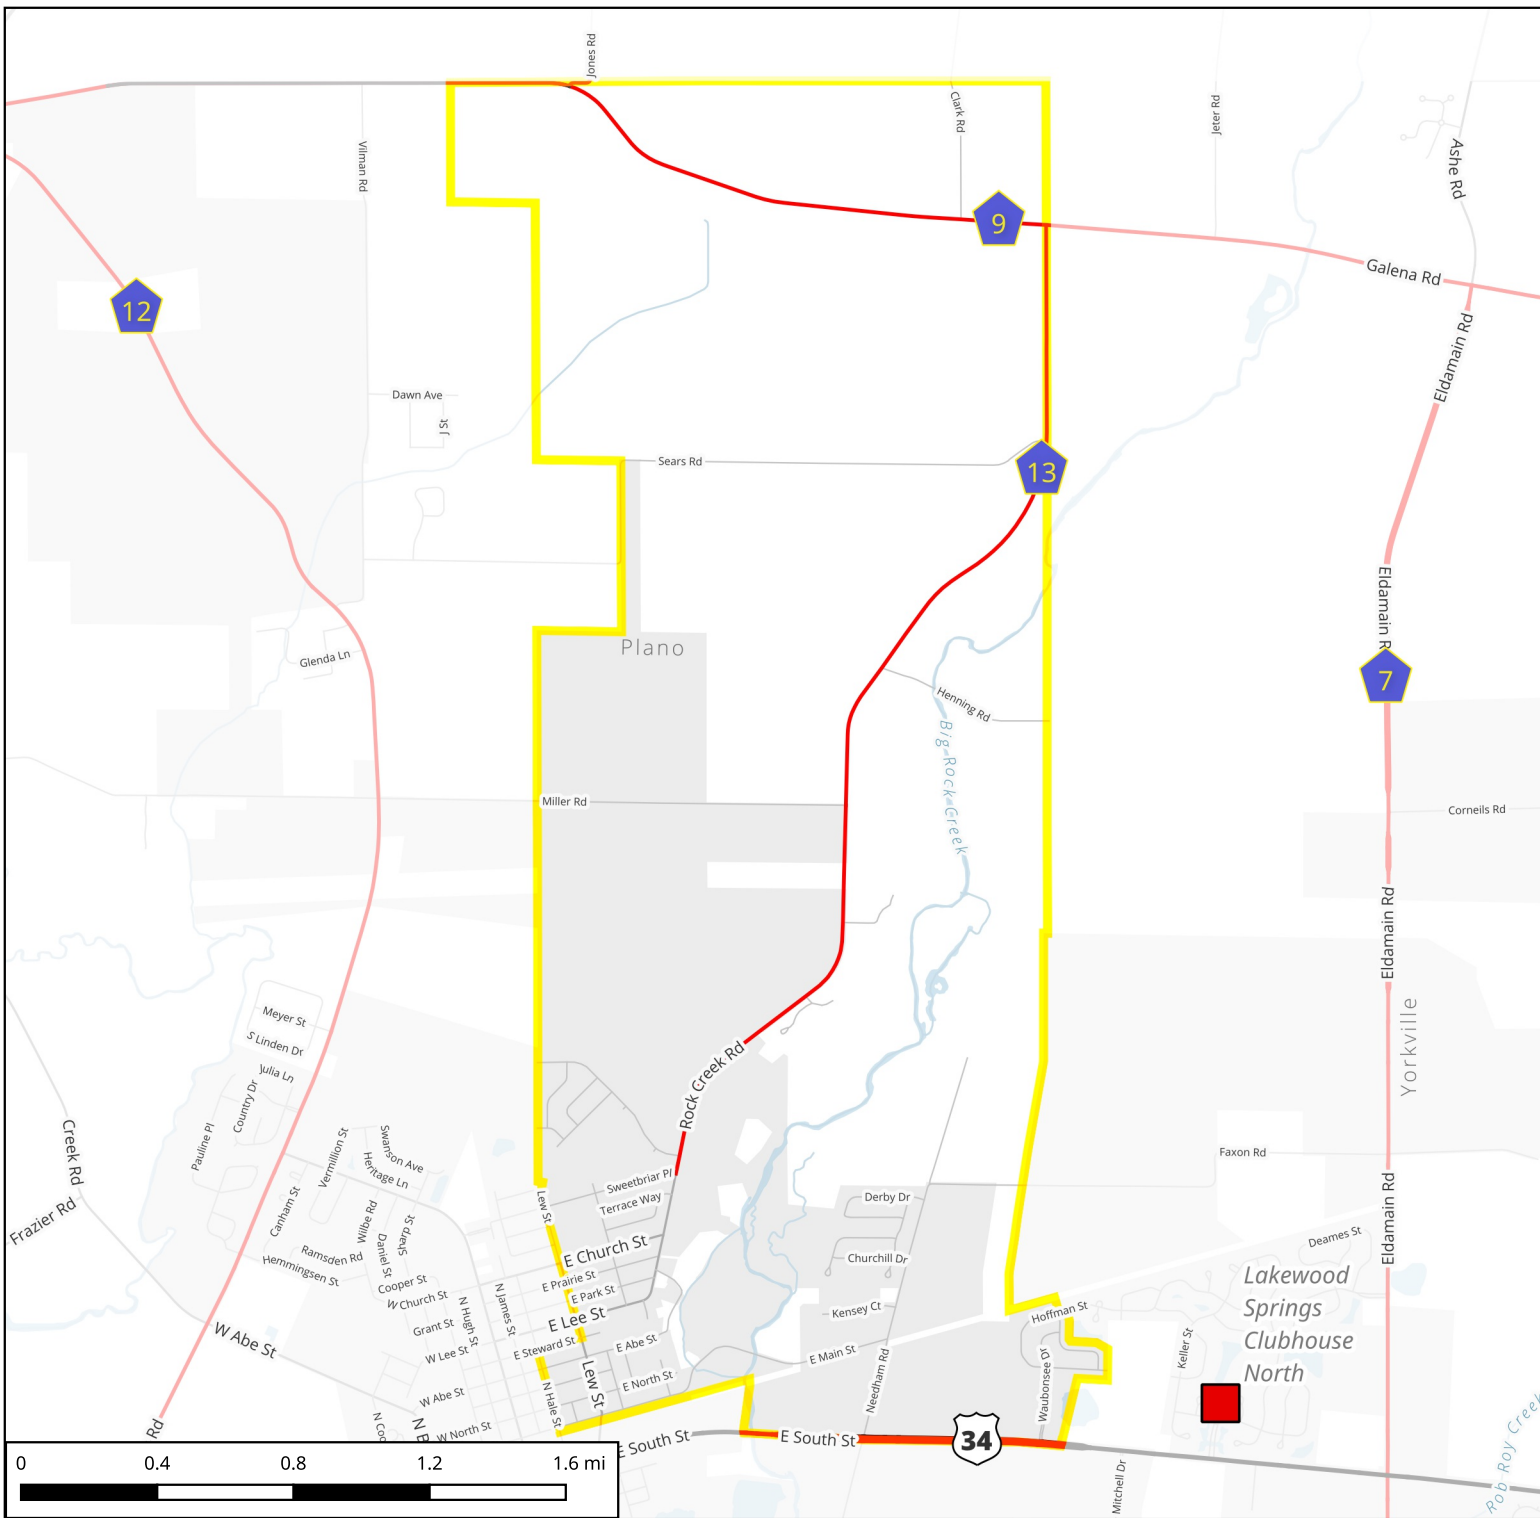 Jones Rd
Clark Rd
Jeter Rd
Ashe Rd
Vilman Rd
9
Galena Rd
12
Eldamain Rd
Dawn Ave
J St
Sears Rd
13
Eldamain R
Plano
Glenda Ln
7
Henning Rd
Big Rock Creek
Miller Rd
Corneils Rd
Eldamain Rd
Meyer St
S Linden Dr
Julia Ln
Country Dr
Pauline Pl
Rock Creek Rd
Yorkville
Creek Rd
Frazier Rd
Vermillion St
Swanson Ave
Heritage Ln
Canham St
Wilbe Rd
Sharp St
Daniel St
Ramsden Rd
Hemmingsen St
Cooper St
W Church St
Grant St
N Hugh St
N James St
W Lee St
W Abe St
W Abe St
W North St
N Coo
N B
Rd
Lew St
Sweetbriar Pl
Terrace Way
E Church St
E Prairie St
E Park St
E Lee St
E Steward St
E Abe St
E North St
Lew St
N Hale St
Derby Dr
Churchill Dr
Kensey Ct
E Main St
Needham Rd
Faxon Rd
Eldamain Rd
Deames St
Hoffman St
Waubonsee Dr
Keller St
Lakewood
Springs
Clubhouse
North
E South St
E South St
34
Mitchell Dr
Rob Roy Creek
0 0.4 0.8 1.2 1.6 mi